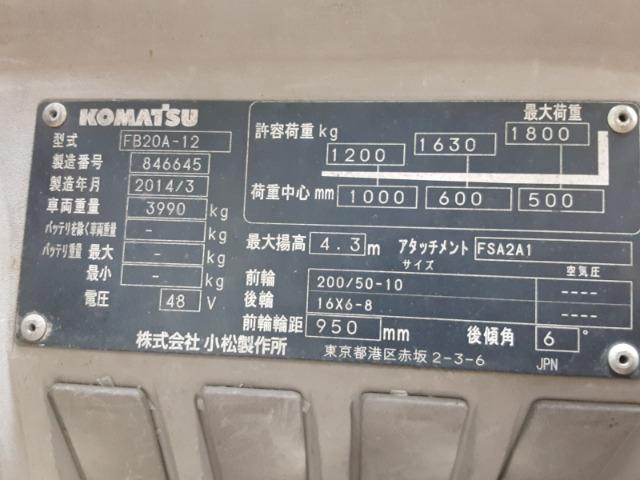 KOMATSU
型式 FB20A-12
製造番号 846645
製造年月 2014/3
車両重量 3990 kg
バッテリを除く車両重量 - kg
バッテリ重量 最大 - kg
最小 - kg
電圧 48 V
最大荷重
許容荷重 kg 1200 1630 1800
荷重中心 mm 1000 600 500
最大揚高 4.3 m アタッチメント FSA2A1
サイズ 空気圧
前輪 200/50-10 ----
後輪 16X6-8 ----
前輪輪距 950 mm 後傾角 6 °
株式会社 小松製作所 東京都港区赤坂2-3-6 JPN